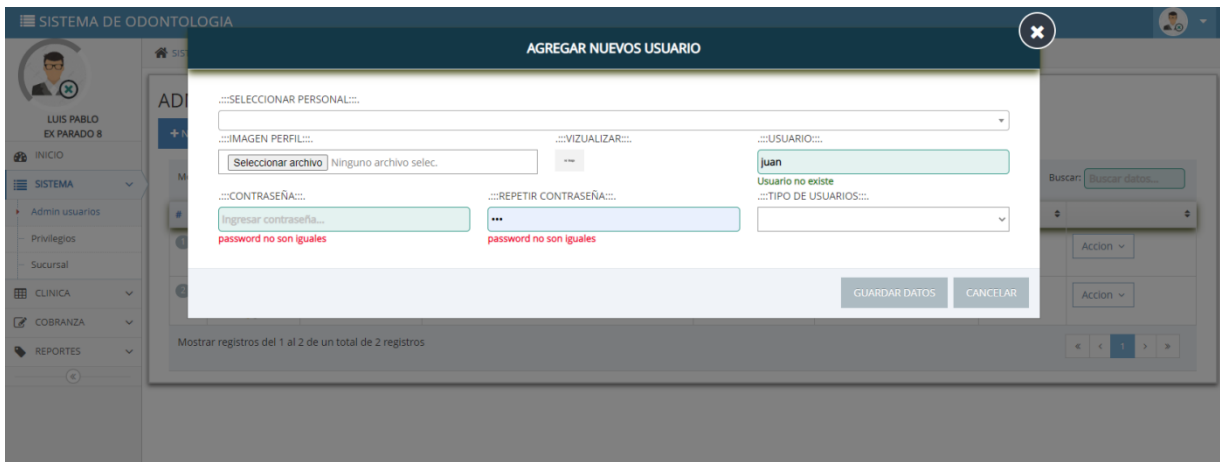 SISTEMA DE ODONTOLOGIA
AGREGAR NUEVOS USUARIO
LUIS PABLO
EX PARADO 8
INICIO
SISTEMA
Admin usuarios
Privilegios
Sucursal
CLINICA
COBRANZA
REPORTES
.:::SELECCIONAR PERSONAL:::.
.:::IMAGEN PERFIL:::. .:::VIZUALIZAR:::. .:::USUARIO:::.
Seleccionar archivo Ninguno archivo selec. juan
Usuario no existe
.:::CONTRASEÑA:::. .:::REPETIR CONTRASEÑA:::. .:::TIPO DE USUARIOS:::.
Ingresar contraseña... •••
password no son iguales password no son iguales
GUARDAR DATOS CANCELAR
Buscar: Buscar datos...
#
1 Accion
2 Accion
Mostrar registros del 1 al 2 de un total de 2 registros
« < 1 > »